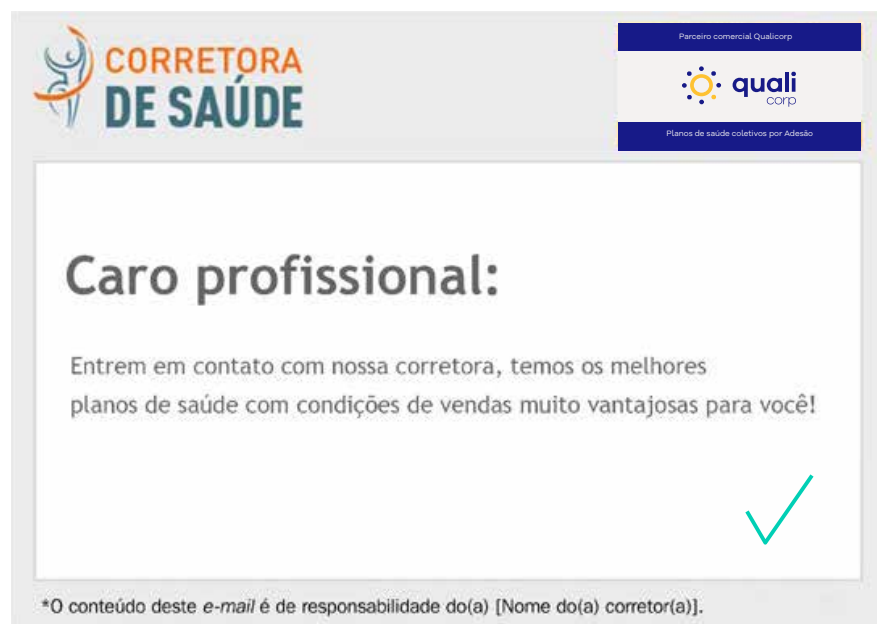 CORRETORA
DE SAÚDE
Parceiro comercial Qualicorp
quali
corp
Planos de saúde coletivos por Adesão
Caro profissional:
Entrem em contato com nossa corretora, temos os melhores
planos de saúde com condições de vendas muito vantajosas para você!
*O conteúdo deste e-mail é de responsabilidade do(a) [Nome do(a) corretor(a)].